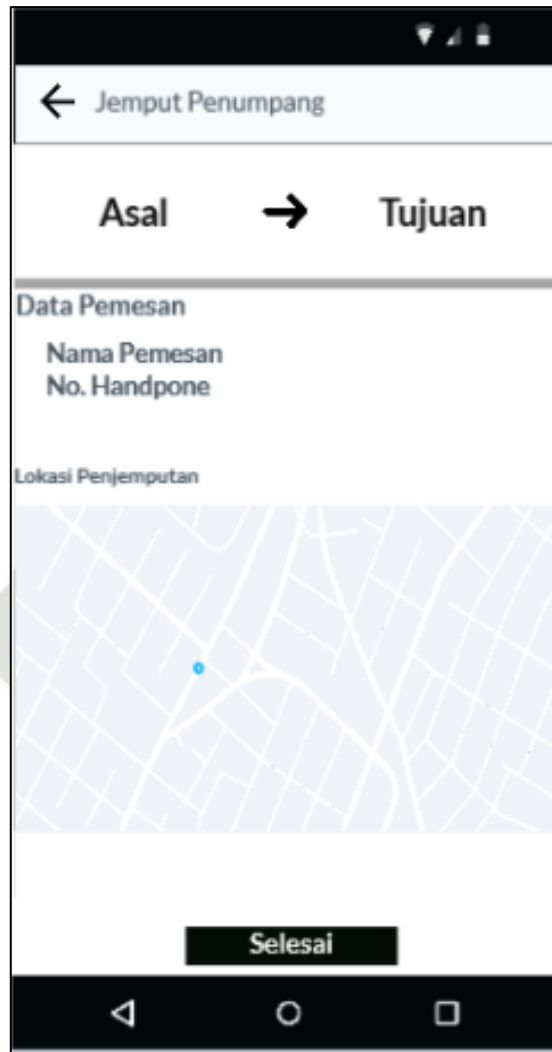 Jemput Penumpang
Asal → Tujuan
Data Pemesan
Nama Pemesan
No. Handpone
Lokasi Penjemputan
Selesai